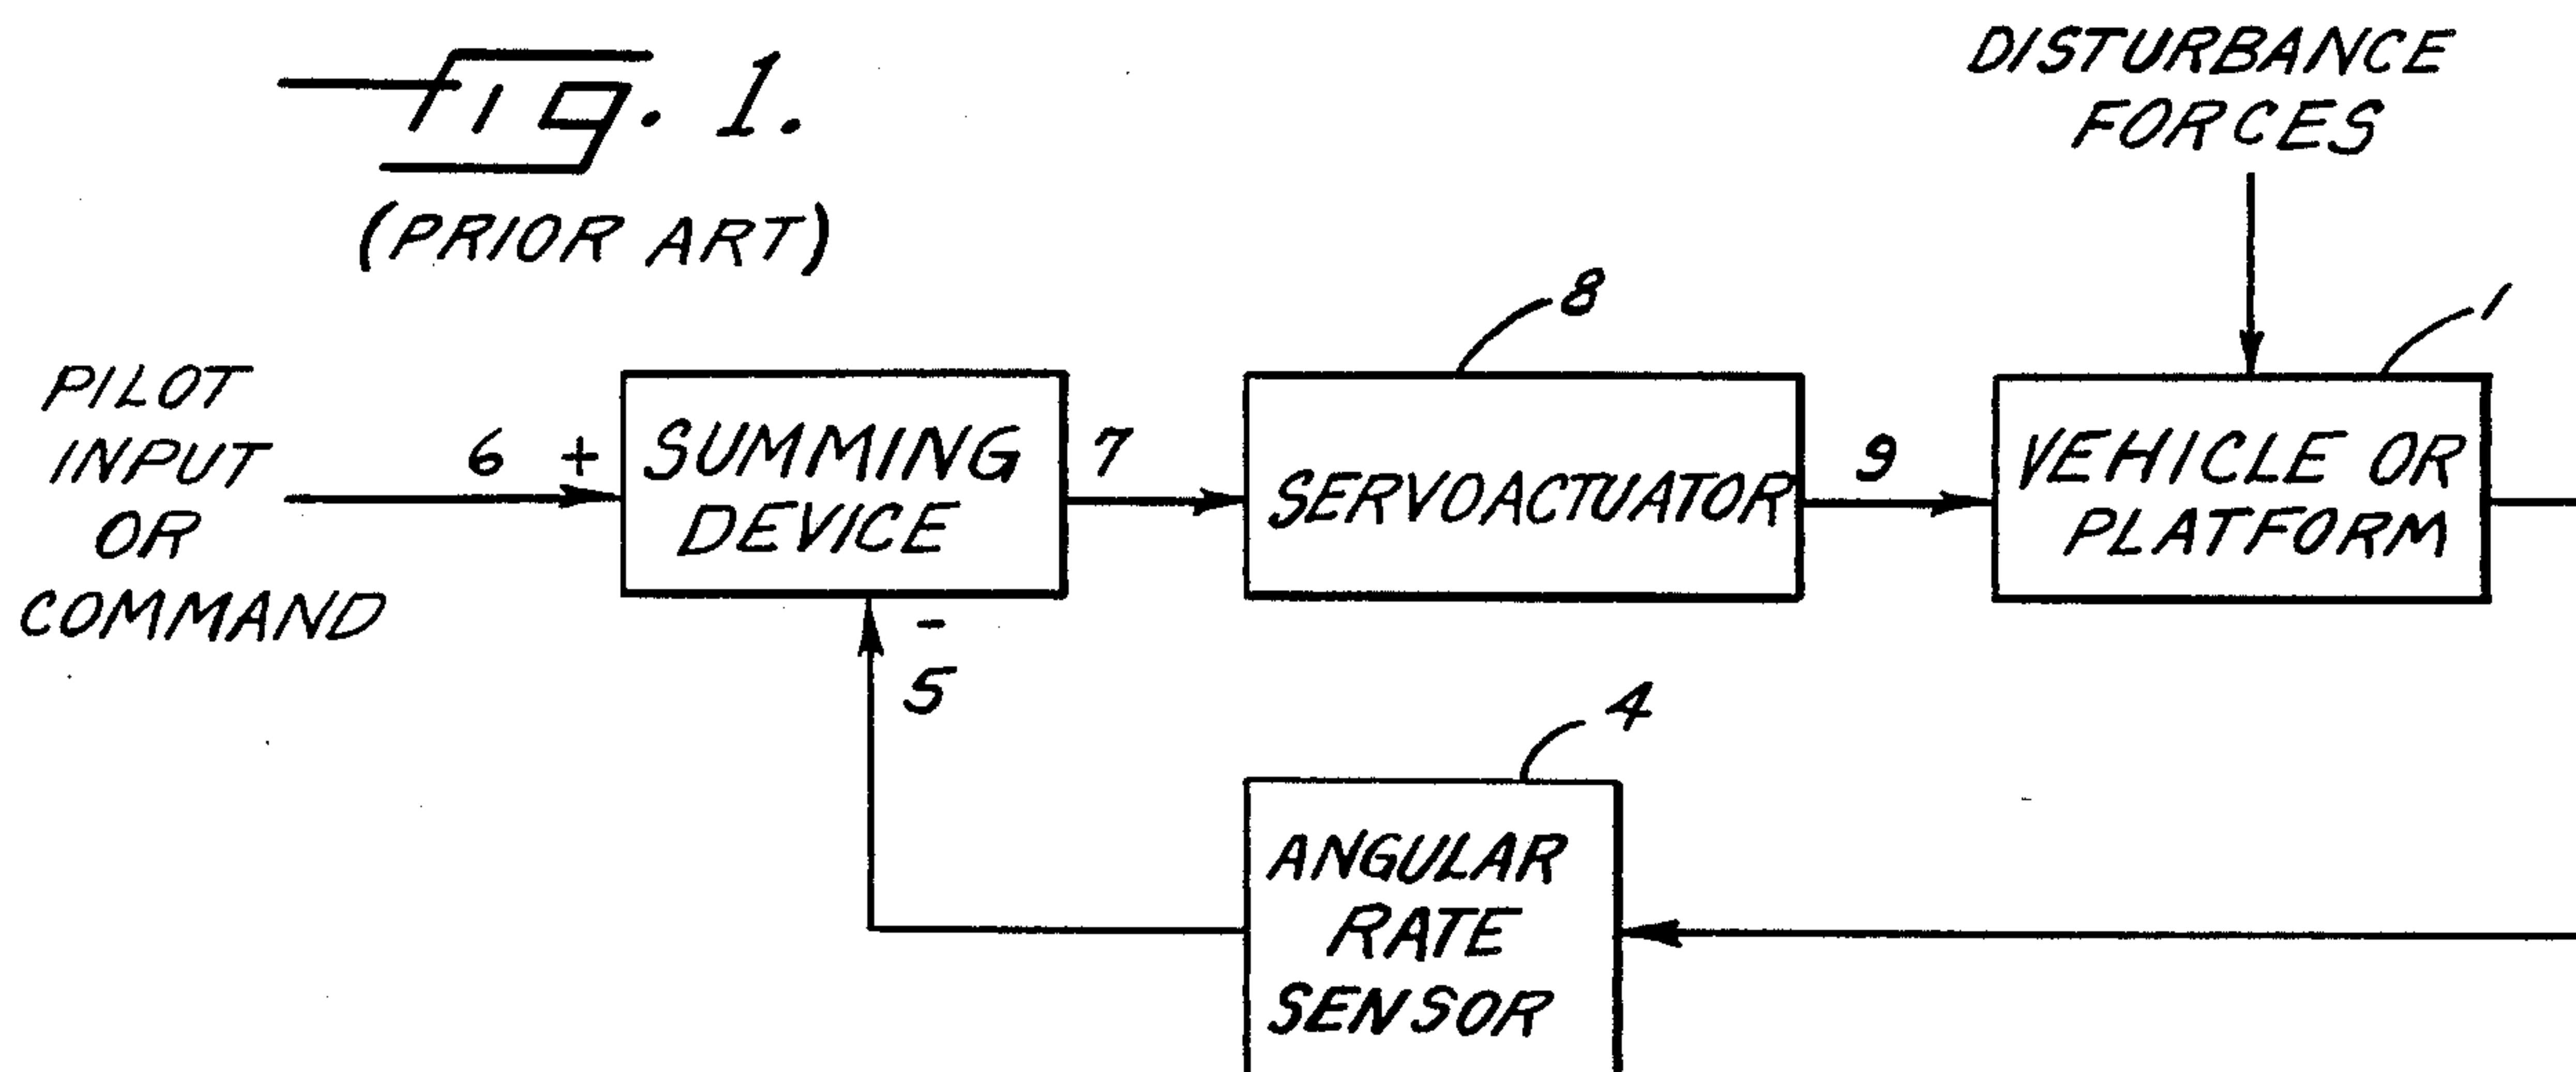 Fig. 1.
(PRIOR ART)
DISTURBANCE
FORCES
PILOT
INPUT
OR
COMMAND
6 +
SUMMING
DEVICE
7
8
SERVOACTUATOR
9
1
VEHICLE OR
PLATFORM
-
5
4
ANGULAR
RATE
SENSOR